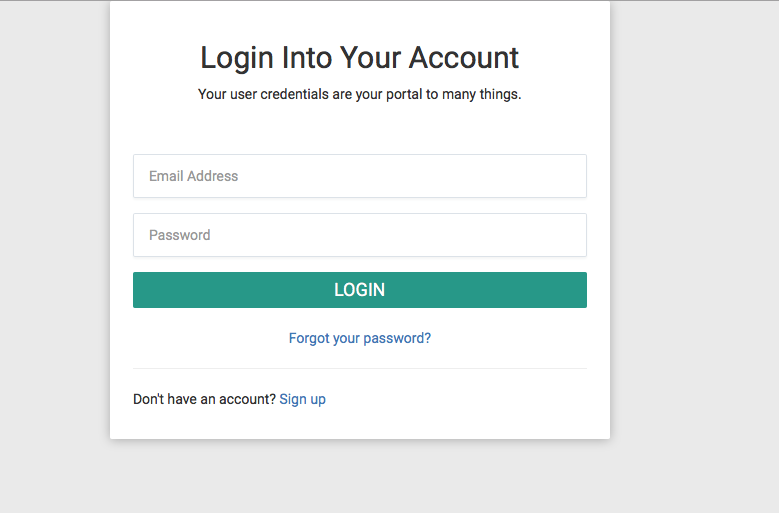 Login Into Your Account
Your user credentials are your portal to many things.
Email Address
Password
LOGIN
Forgot your password?
Don't have an account? Sign up